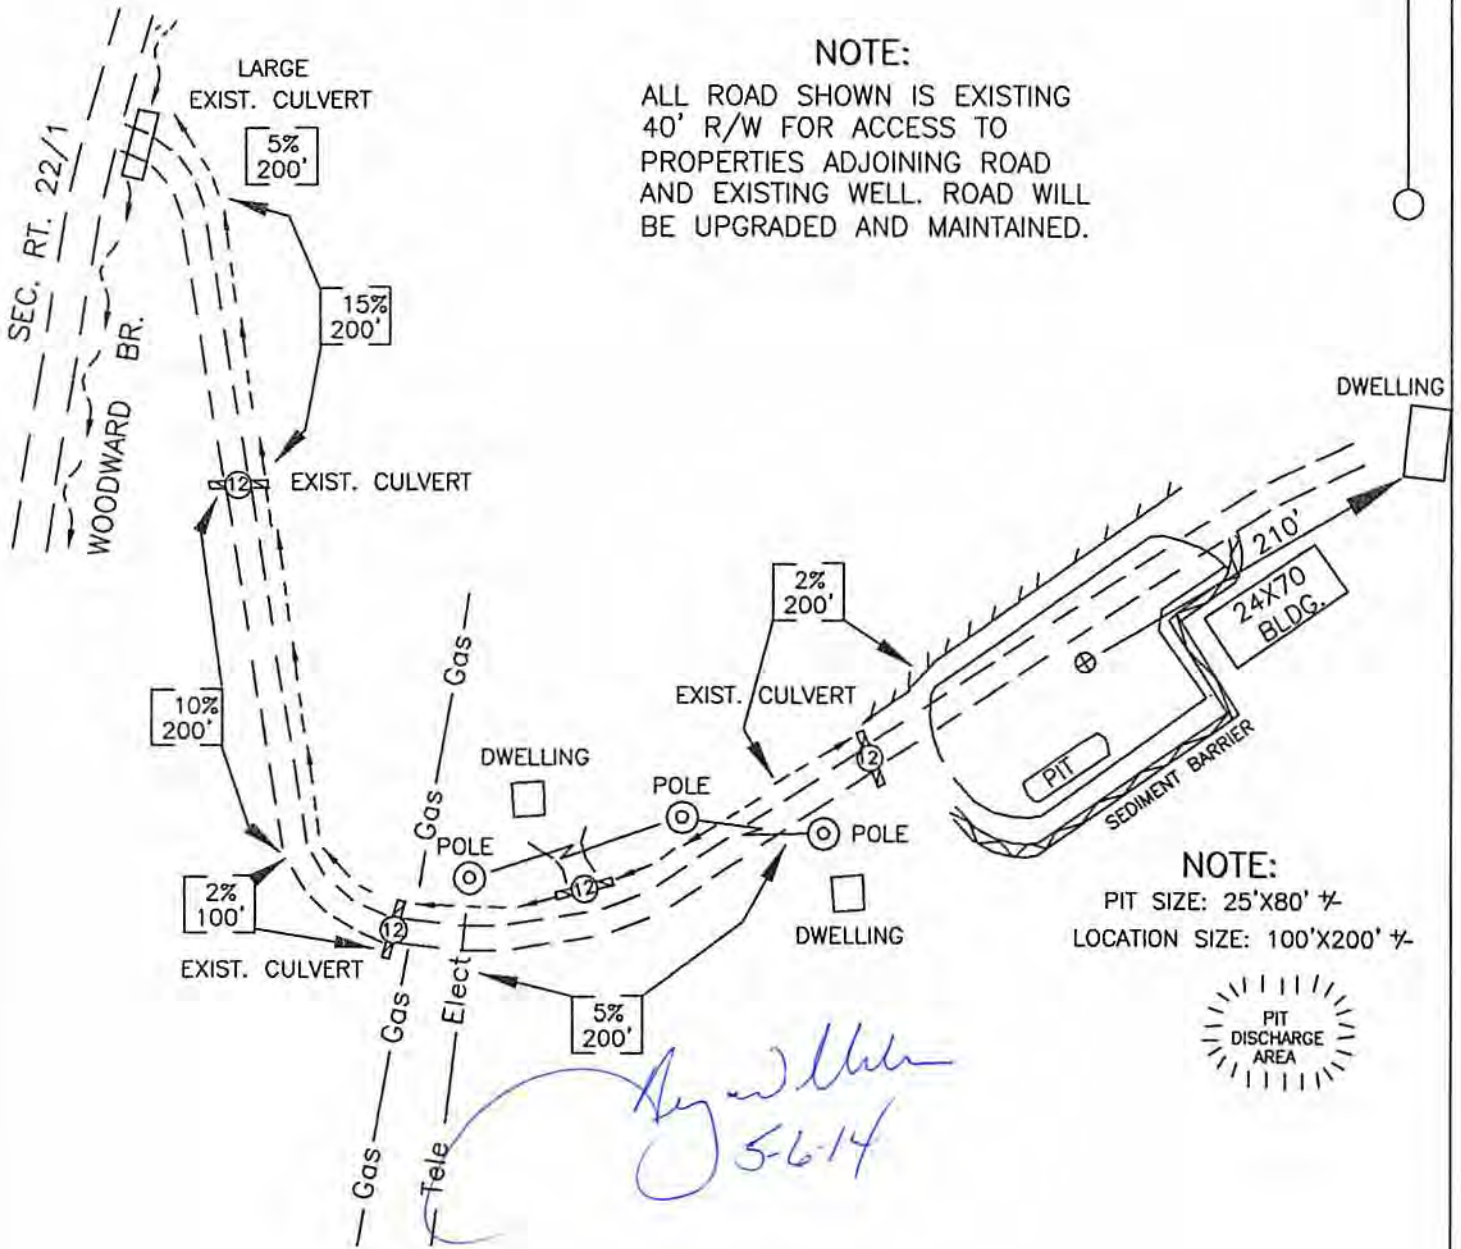 NOTE:
ALL ROAD SHOWN IS EXISTING
40' R/W FOR ACCESS TO
PROPERTIES ADJOINING ROAD
AND EXISTING WELL. ROAD WILL
BE UPGRADED AND MAINTAINED.
LARGE
EXIST. CULVERT
5%
200'
SEC. RT. 22/1
15%
200'
WOODWARD BR.
12
EXIST. CULVERT
DWELLING
210'
24X70
BLDG.
2%
200'
Gas
EXIST. CULVERT
10%
200'
DWELLING
12
POLE
PIT
SEDIMENT BARRIER
Gas
POLE
POLE
12
2%
100'
12
DWELLING
EXIST. CULVERT
NOTE:
PIT SIZE: 25'X80' +/-
LOCATION SIZE: 100'X200' +/-
Gas
Elect
5%
200'
PIT
DISCHARGE
AREA
Gas
Tele
5-6-14